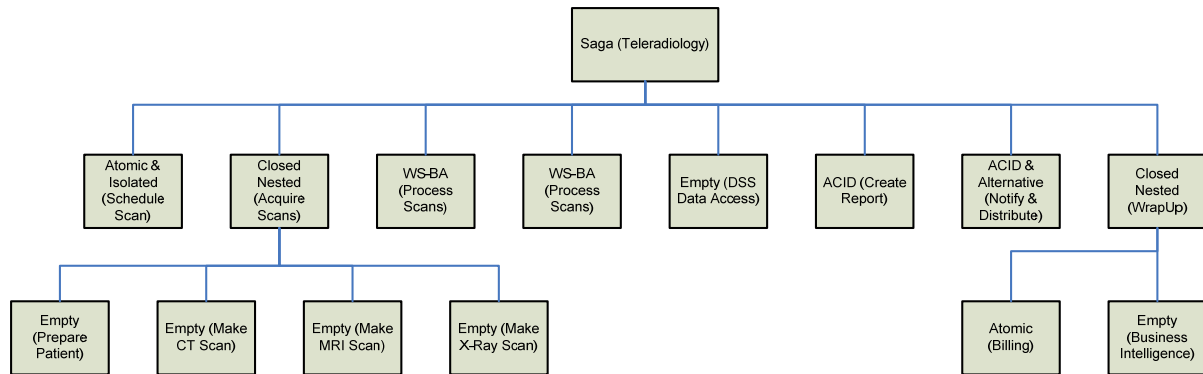 Saga (Teleradiology)
Atomic &
Isolated
(Schedule
Scan)
Closed
Nested
(Acquire
Scans)
WS-BA
(Process
Scans)
WS-BA
(Process
Scans)
Empty (DSS
Data Access)
ACID (Create
Report)
ACID &
Alternative
(Notify &
Distribute)
Closed
Nested
(WrapUp)
Empty
(Prepare
Patient)
Empty (Make
CT Scan)
Empty (Make
MRI Scan)
Empty (Make
X-Ray Scan)
Atomic
(Billing)
Empty
(Business
Intelligence)